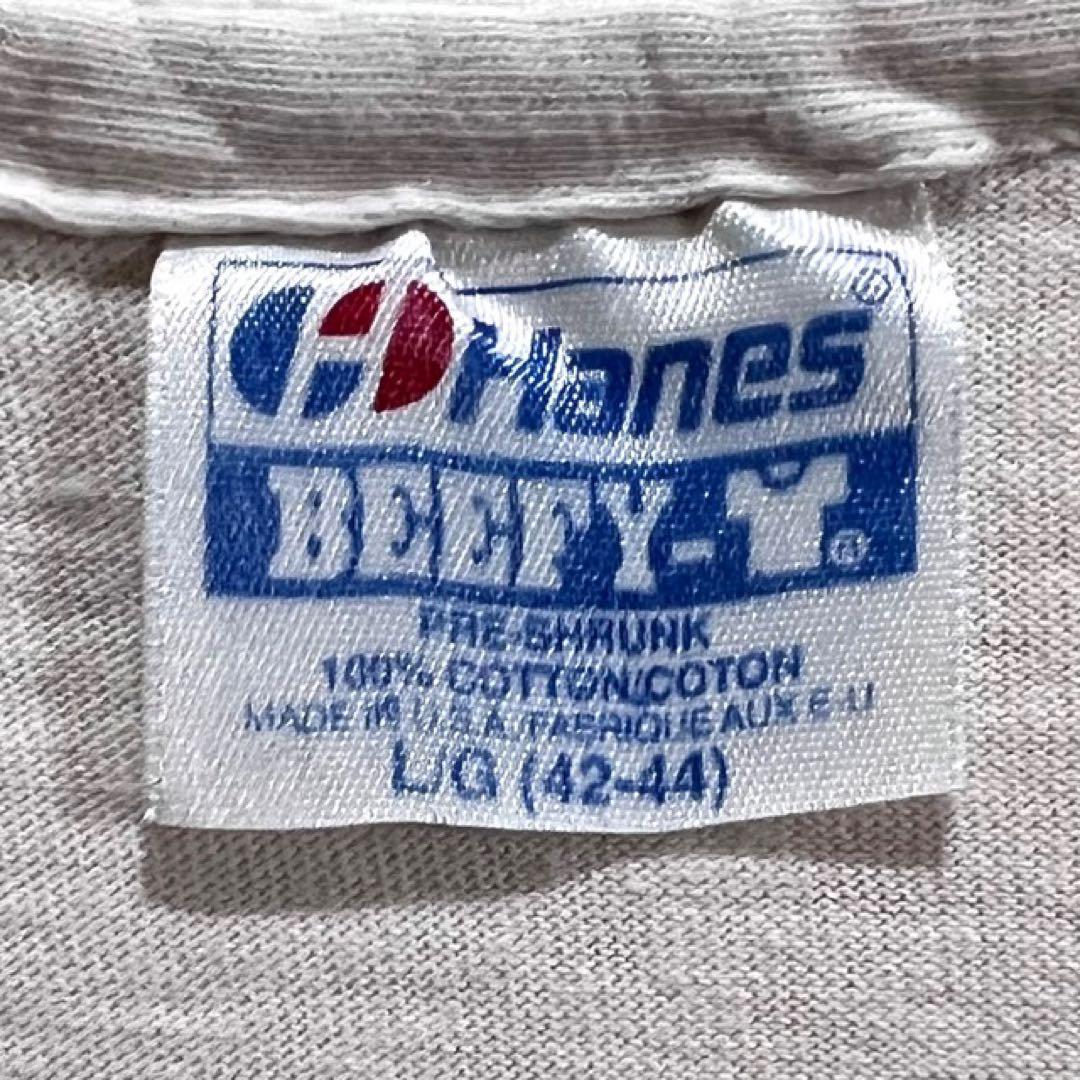 Hanes®
BEEFY-T®
PRE-SHRUNK
100% COTTON/COTON
MADE IN U.S.A./FABRIQUE AUX E.U.
L/G (42-44)